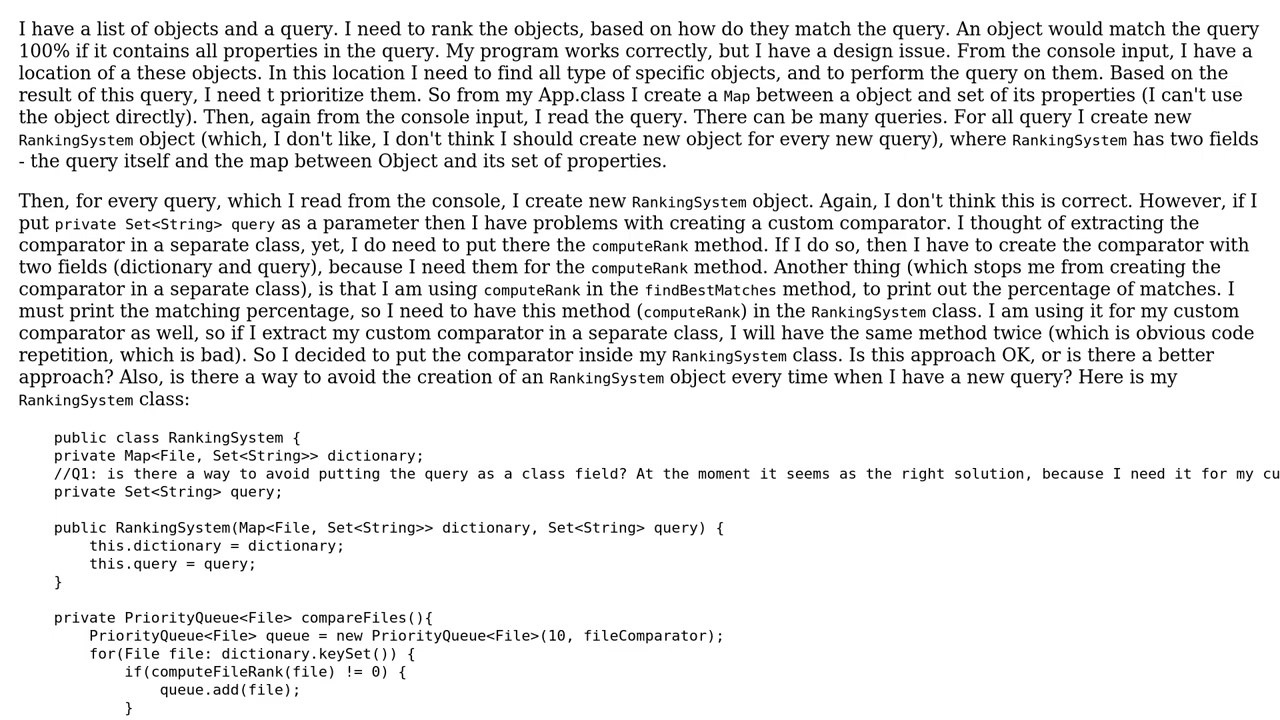 I have a list of objects and a query. I need to rank the objects, based on how do they match the query. An object would match the query
100% if it contains all properties in the query. My program works correctly, but I have a design issue. From the console input, I have a
location of a these objects. In this location I need to find all type of specific objects, and to perform the query on them. Based on the
result of this query, I need t prioritize them. So from my App.class I create a Map between a object and set of its properties (I can't use
the object directly). Then, again from the console input, I read the query. There can be many queries. For all query I create new
RankingSystem object (which, I don't like, I don't think I should create new object for every new query), where RankingSystem has two fields
- the query itself and the map between Object and its set of properties.
Then, for every query, which I read from the console, I create new RankingSystem object. Again, I don't think this is correct. However, if I
put private Set<String> query as a parameter then I have problems with creating a custom comparator. I thought of extracting the
comparator in a separate class, yet, I do need to put there the computeRank method. If I do so, then I have to create the comparator with
two fields (dictionary and query), because I need them for the computeRank method. Another thing (which stops me from creating the
comparator in a separate class), is that I am using computeRank in the findBestMatches method, to print out the percentage of matches. I
must print the matching percentage, so I need to have this method (computeRank) in the RankingSystem class. I am using it for my custom
comparator as well, so if I extract my custom comparator in a separate class, I will have the same method twice (which is obvious code
repetition, which is bad). So I decided to put the comparator inside my RankingSystem class. Is this approach OK, or is there a better
approach? Also, is there a way to avoid the creation of an RankingSystem object every time when I have a new query? Here is my
RankingSystem class:
public class RankingSystem {
private Map<File, Set<String>> dictionary;
//Q1: is there a way to avoid putting the query as a class field? At the moment it seems as the right solution, because I need it for my cu
private Set<String> query;
public RankingSystem(Map<File, Set<String>> dictionary, Set<String> query) {
this.dictionary = dictionary;
this.query = query;
}
private PriorityQueue<File> compareFiles(){
PriorityQueue<File> queue = new PriorityQueue<File>(10, fileComparator);
for(File file: dictionary.keySet()) {
if(computeFileRank(file) != 0) {
queue.add(file);
}